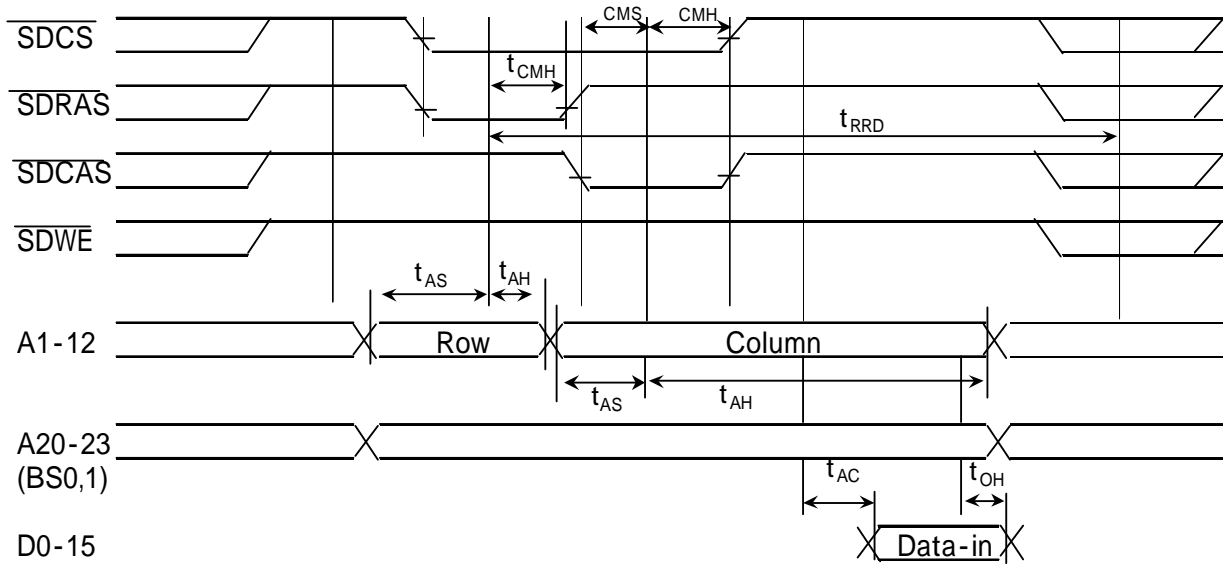 SDCS
CMS
CMH
tCMH
SDRAS
tRRD
SDCAS
SDWE
tAS
tAH
A1-12
Row
Column
tAS
tAH
A20-23
(BS0,1)
tAC
tOH
D0-15
Data-in